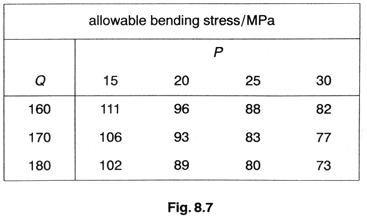 allowable bending stress/MPa
P
Q 15 20 25 30
160 111 96 88 82
170 106 93 83 77
180 102 89 80 73
Fig. 8.7